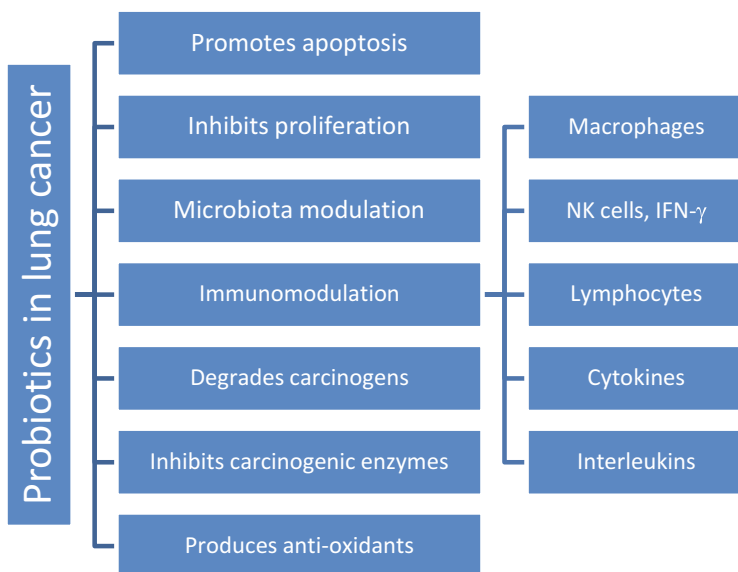 Probiotics in lung cancer
Promotes apoptosis
Inhibits proliferation
Microbiota modulation
Immunomodulation
Degrades carcinogens
Inhibits carcinogenic enzymes
Produces anti-oxidants
Macrophages
NK cells, IFN-γ
Lymphocytes
Cytokines
Interleukins